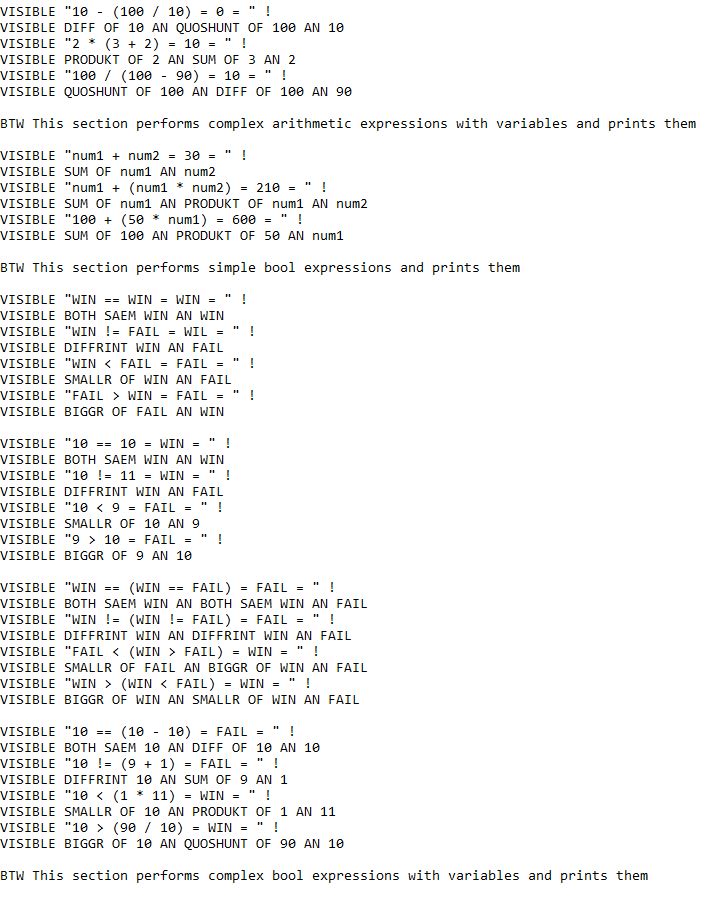 VISIBLE "10 - (100 / 10) = 0 = " !
VISIBLE DIFF OF 10 AN QUOSHUNT OF 100 AN 10
VISIBLE "2 * (3 + 2) = 10 = " !
VISIBLE PRODUKT OF 2 AN SUM OF 3 AN 2
VISIBLE "100 / (100 - 90) = 10 = " !
VISIBLE QUOSHUNT OF 100 AN DIFF OF 100 AN 90
BTW This section performs complex arithmetic expressions with variables and prints them
VISIBLE "num1 + num2 = 30 = " !
VISIBLE SUM OF num1 AN num2
VISIBLE "num1 + (num1 * num2) = 210 = " !
VISIBLE SUM OF num1 AN PRODUKT OF num1 AN num2
VISIBLE "100 + (50 * num1) = 600 = " !
VISIBLE SUM OF 100 AN PRODUKT OF 50 AN num1
BTW This section performs simple bool expressions and prints them
VISIBLE "WIN == WIN = WIN = " !
VISIBLE BOTH SAEM WIN AN WIN
VISIBLE "WIN != FAIL = WIL = " !
VISIBLE DIFFRINT WIN AN FAIL
VISIBLE "WIN < FAIL = FAIL = " !
VISIBLE SMALLR OF WIN AN FAIL
VISIBLE "FAIL > WIN = FAIL = " !
VISIBLE BIGGR OF FAIL AN WIN
VISIBLE "10 == 10 = WIN = " !
VISIBLE BOTH SAEM WIN AN WIN
VISIBLE "10 != 11 = WIN = " !
VISIBLE DIFFRINT WIN AN FAIL
VISIBLE "10 < 9 = FAIL = " !
VISIBLE SMALLR OF 10 AN 9
VISIBLE "9 > 10 = FAIL = " !
VISIBLE BIGGR OF 9 AN 10
VISIBLE "WIN == (WIN == FAIL) = FAIL = " !
VISIBLE BOTH SAEM WIN AN BOTH SAEM WIN AN FAIL
VISIBLE "WIN != (WIN != FAIL) = FAIL = " !
VISIBLE DIFFRINT WIN AN DIFFRINT WIN AN FAIL
VISIBLE "FAIL < (WIN > FAIL) = WIN = " !
VISIBLE SMALLR OF FAIL AN BIGGR OF WIN AN FAIL
VISIBLE "WIN > (WIN < FAIL) = WIN = " !
VISIBLE BIGGR OF WIN AN SMALLR OF WIN AN FAIL
VISIBLE "10 == (10 - 10) = FAIL = " !
VISIBLE BOTH SAEM 10 AN DIFF OF 10 AN 10
VISIBLE "10 != (9 + 1) = FAIL = " !
VISIBLE DIFFRINT 10 AN SUM OF 9 AN 1
VISIBLE "10 < (1 * 11) = WIN = " !
VISIBLE SMALLR OF 10 AN PRODUKT OF 1 AN 11
VISIBLE "10 > (90 / 10) = WIN = " !
VISIBLE BIGGR OF 10 AN QUOSHUNT OF 90 AN 10
BTW This section performs complex bool expressions with variables and prints them